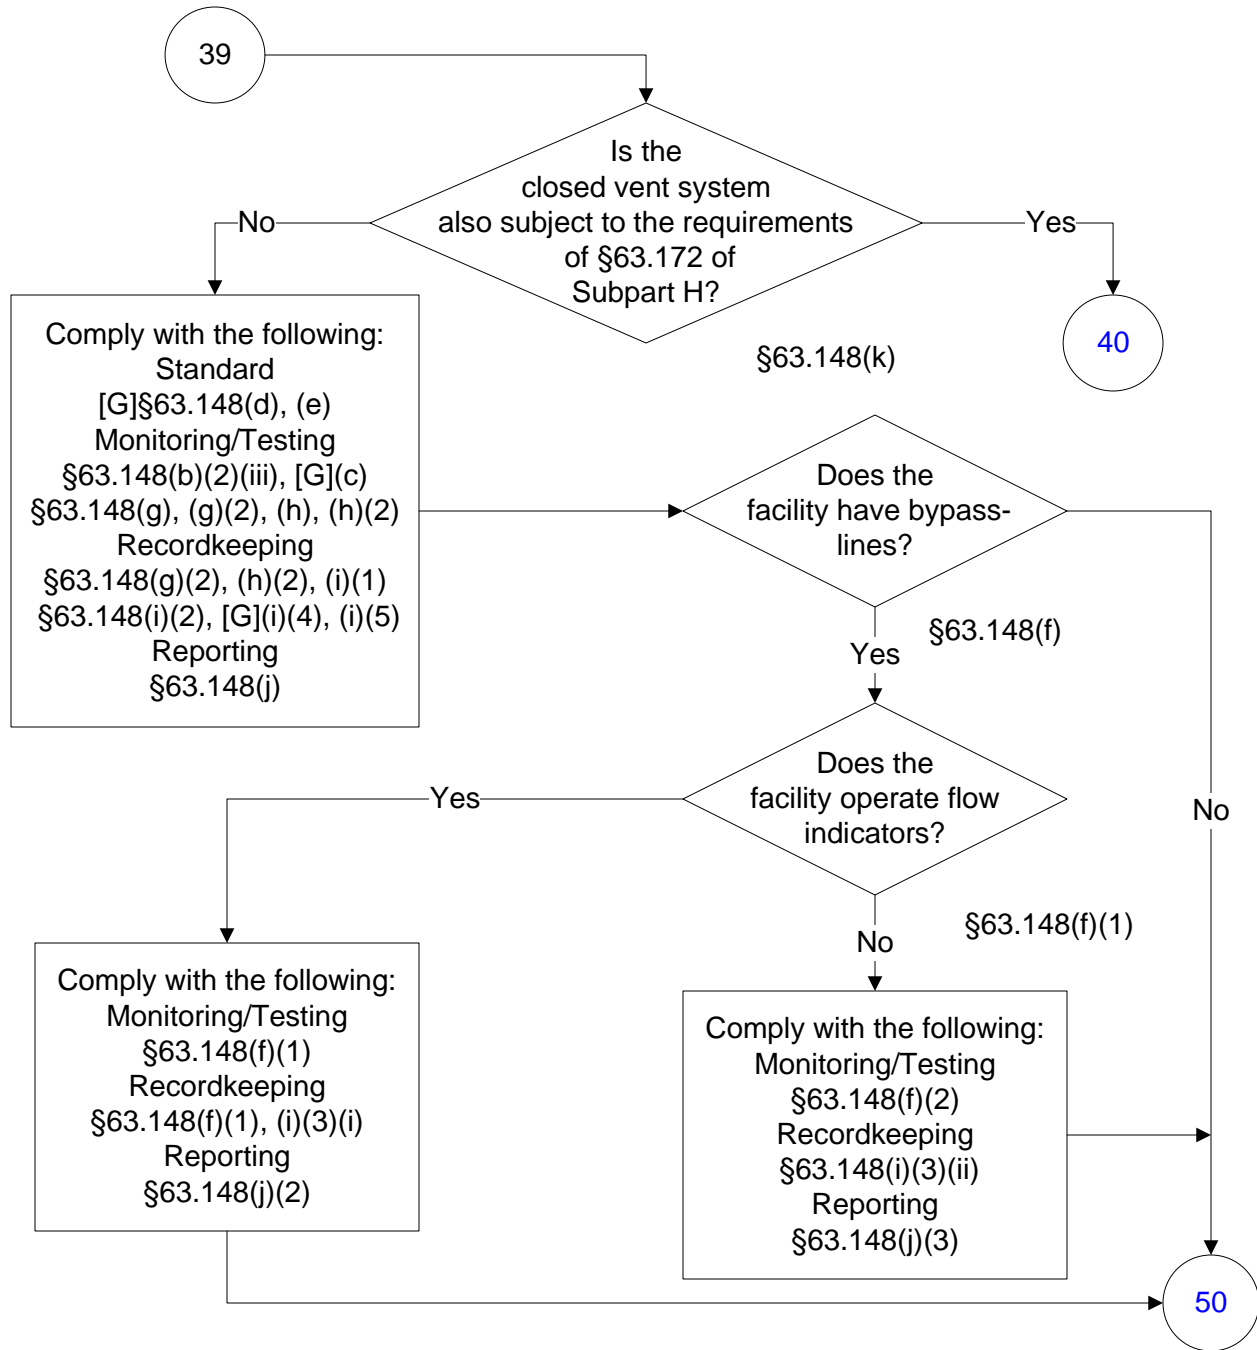 39
Is the
closed vent system
also subject to the requirements
of §63.172 of
Subpart H?
No
Yes
40
§63.148(k)
Comply with the following:
Standard
[G]§63.148(d), (e)
Monitoring/Testing
§63.148(b)(2)(iii), [G](c)
§63.148(g), (g)(2), (h), (h)(2)
Recordkeeping
§63.148(g)(2), (h)(2), (i)(1)
§63.148(i)(2), [G](i)(4), (i)(5)
Reporting
§63.148(j)
Does the
facility have bypass-
lines?
§63.148(f)
Yes
No
Does the
facility operate flow
indicators?
Yes
§63.148(f)(1)
No
Comply with the following:
Monitoring/Testing
§63.148(f)(1)
Recordkeeping
§63.148(f)(1), (i)(3)(i)
Reporting
§63.148(j)(2)
Comply with the following:
Monitoring/Testing
§63.148(f)(2)
Recordkeeping
§63.148(i)(3)(ii)
Reporting
§63.148(j)(3)
50